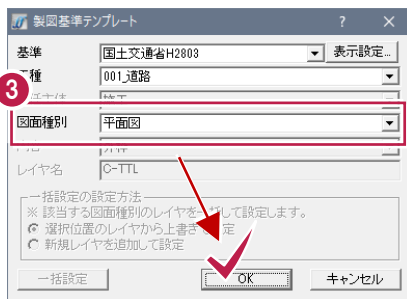 製図基準テンプレート ? ×
基準 国土交通省H2803 表示設定...
種 001_道路
3
図面種別 平面図
レイヤ名 C-TTL
一括設定の設定方法
※ 該当する図面種別のレイヤを一括して設定します。
選択位置のレイヤから上書き 定
新規レイヤを追加して設定
一括設定 OK キャンセル